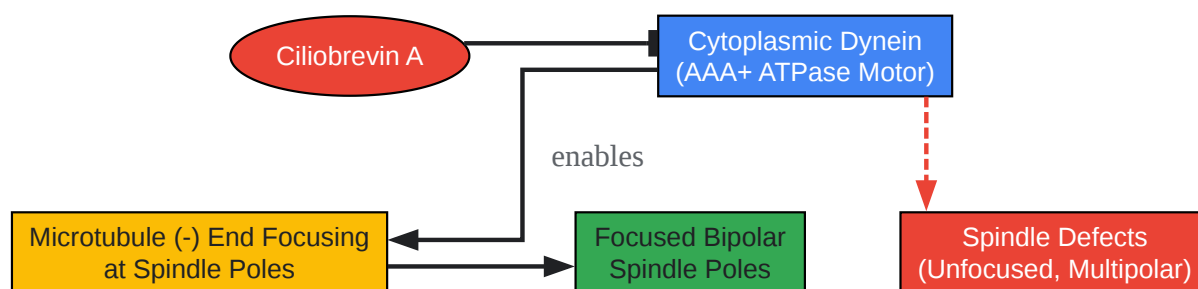 Ciliobrevin A
Cytoplasmic Dynein
(AAA+ ATPase Motor)
enables
Microtubule (-) End Focusing
at Spindle Poles
Focused Bipolar
Spindle Poles
Spindle Defects
(Unfocused, Multipolar)